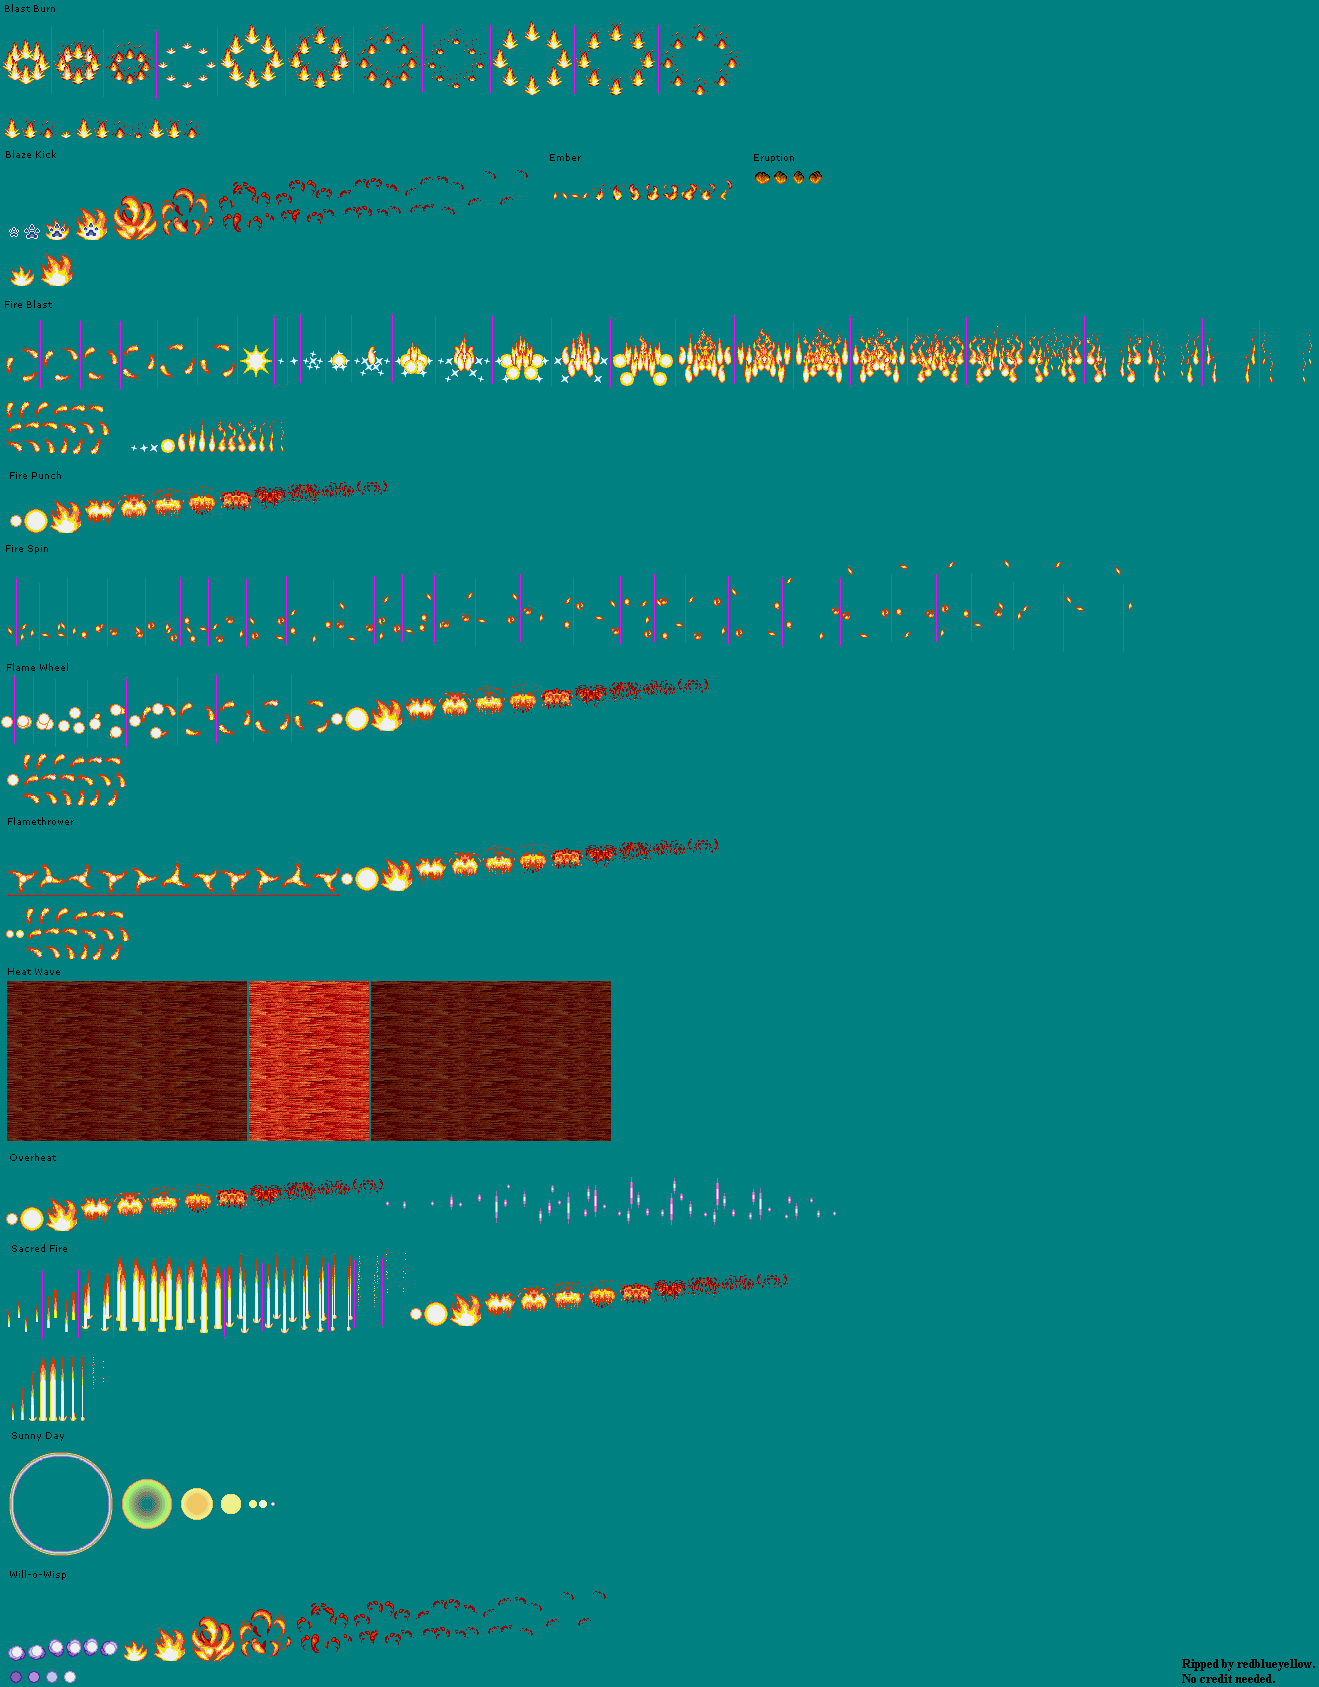 Blast Burn
Blaze Kick
Ember
Eruption
Fire Blast
Fire Punch
Fire Spin
Flame Wheel
Flamethrower
Heat Wave
Overheat
Sacred Fire
Sunny Day
Will-o-Wisp
Ripped by redblueyellow.
No credit needed.